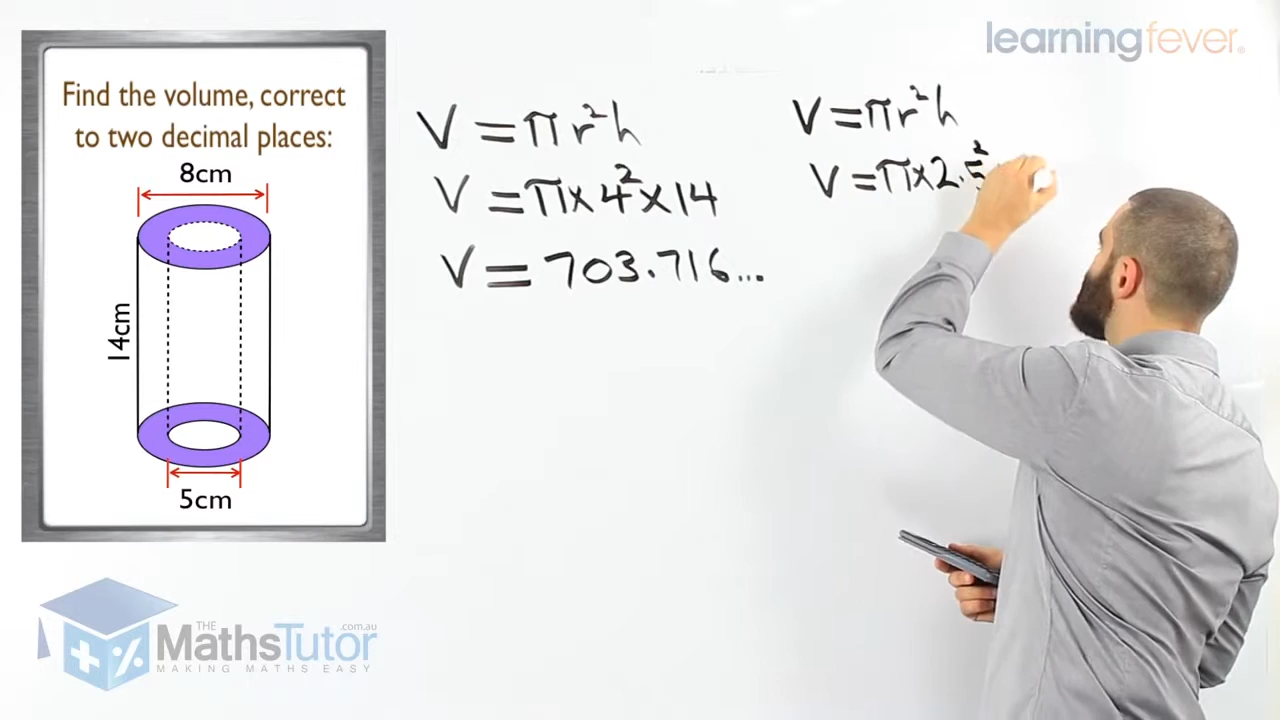 learningfever.
Find the volume, correct
to two decimal places:
8cm
14cm
5cm
V = πr²h
V = π×4²×14
V = 703.716...
V = πr²h
V = π×2.5²
THE
MathsTutor
.com.au
MAKING MATHS EASY